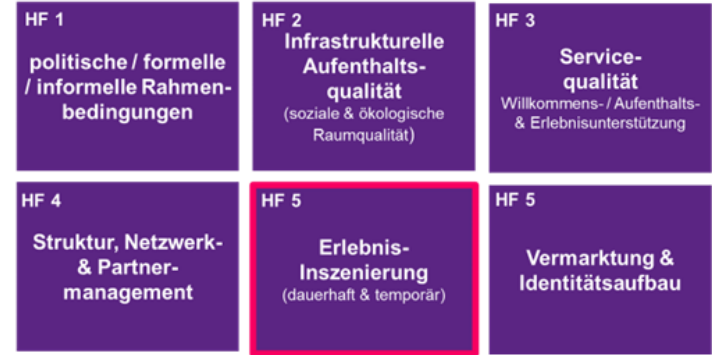 HF 1
politische / formelle
/ informelle Rahmen-
bedingungen
HF 2
Infrastrukturelle
Aufenthalts-
qualität
(soziale & ökologische
Raumqualität)
HF 3
Service-
qualität
Willkommens- / Aufenthalts-
& Erlebnisunterstützung
HF 4
Struktur, Netzwerk-
& Partner-
management
HF 5
Erlebnis-
Inszenierung
(dauerhaft & temporär)
HF 5
Vermarktung &
Identitätsaufbau